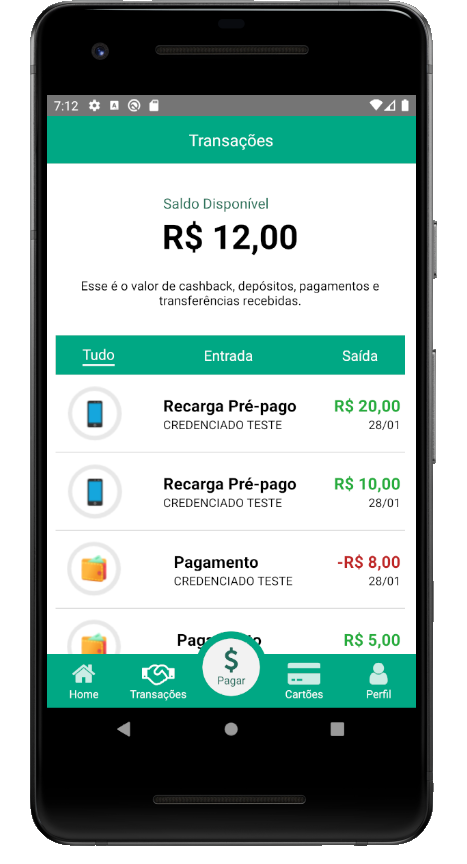 7:12
Transações
Saldo Disponível
R$ 12,00
Esse é o valor de cashback, depósitos, pagamentos e
transferências recebidas.
Tudo Entrada Saída
Recarga Pré-pago R$ 20,00
CREDENCIADO TESTE 28/01
Recarga Pré-pago R$ 10,00
CREDENCIADO TESTE 28/01
Pagamento -R$ 8,00
CREDENCIADO TESTE 28/01
R$ 5,00
$
Pagar
Home Transações Cartões Perfil